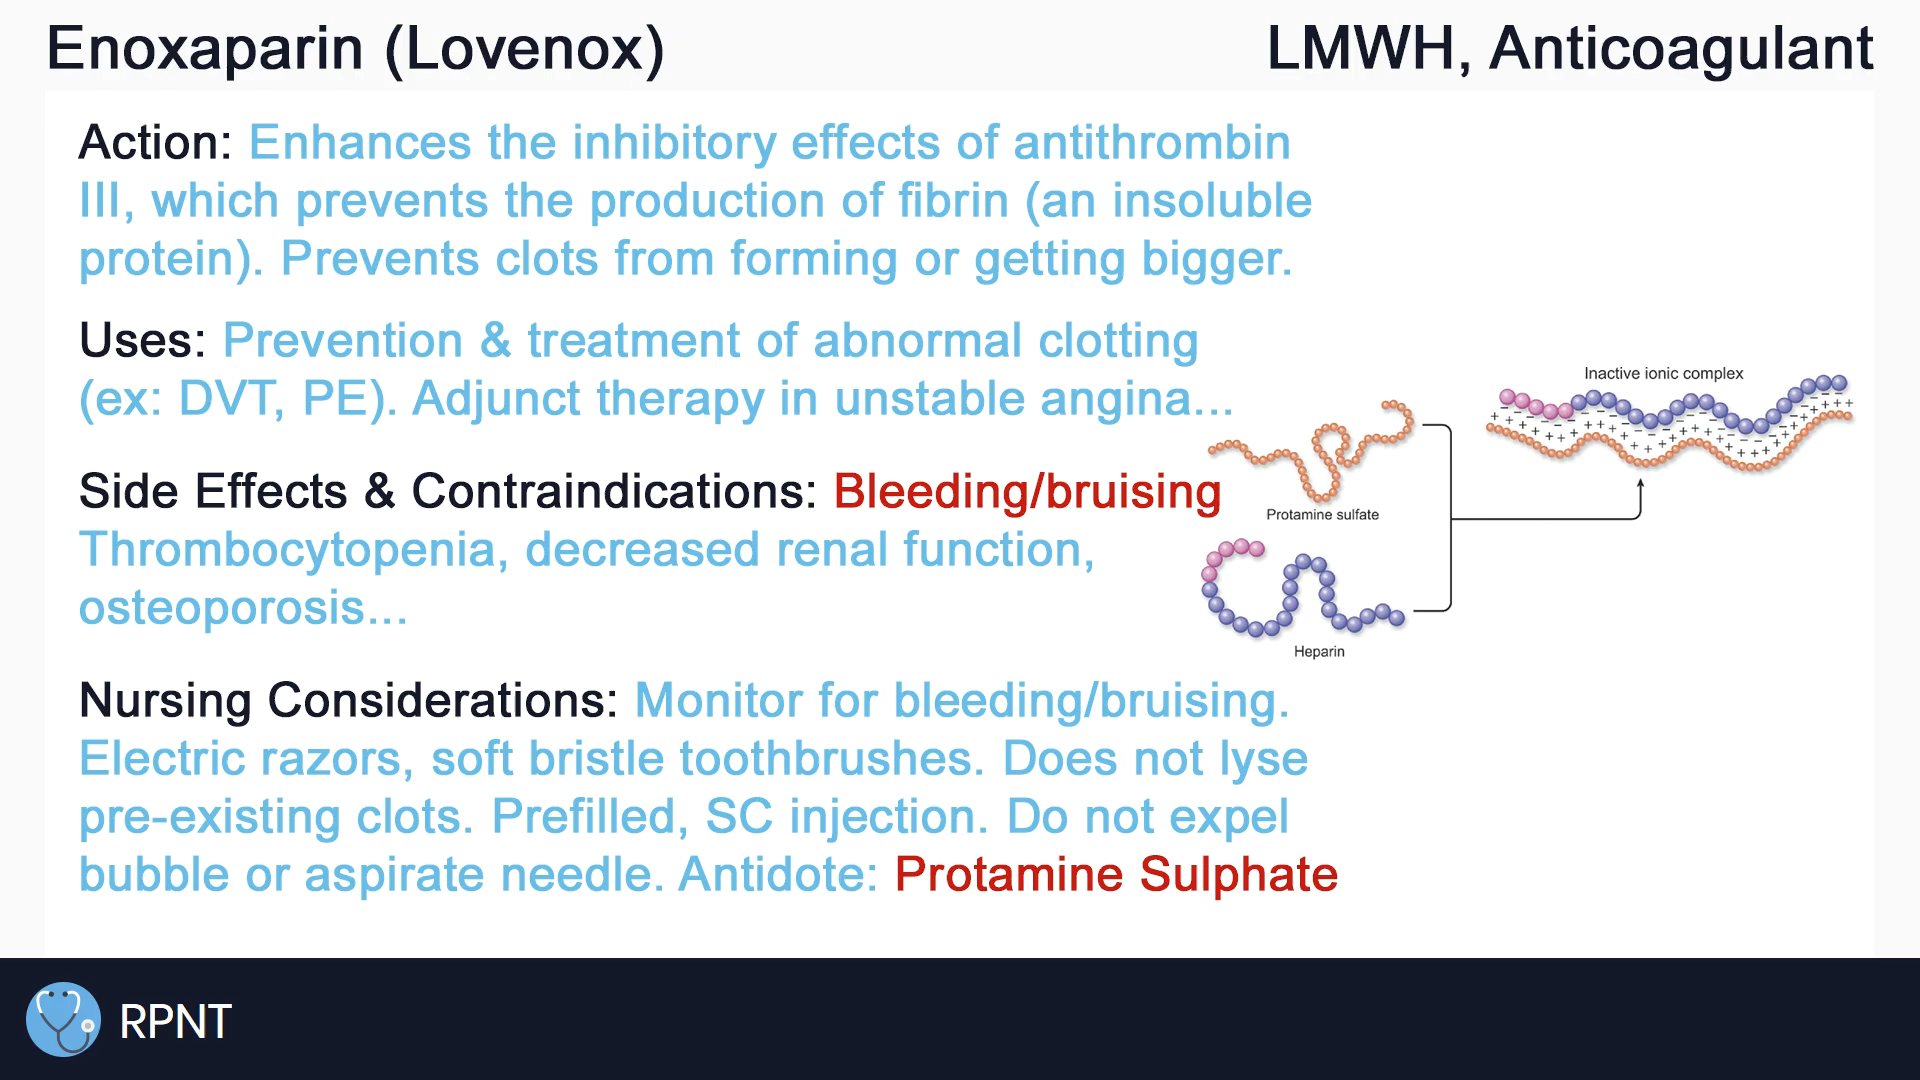 Enoxaparin (Lovenox)
LMWH, Anticoagulant
Action: Enhances the inhibitory effects of antithrombin
III, which prevents the production of fibrin (an insoluble
protein). Prevents clots from forming or getting bigger.
Uses: Prevention & treatment of abnormal clotting
(ex: DVT, PE). Adjunct therapy in unstable angina...
Side Effects & Contraindications: Bleeding/bruising
Thrombocytopenia, decreased renal function,
osteoporosis...
Nursing Considerations: Monitor for bleeding/bruising.
Electric razors, soft bristle toothbrushes. Does not lyse
pre-existing clots. Prefilled, SC injection. Do not expel
bubble or aspirate needle. Antidote: Protamine Sulphate
Inactive ionic complex
Protamine sulfate
Heparin
RPNT